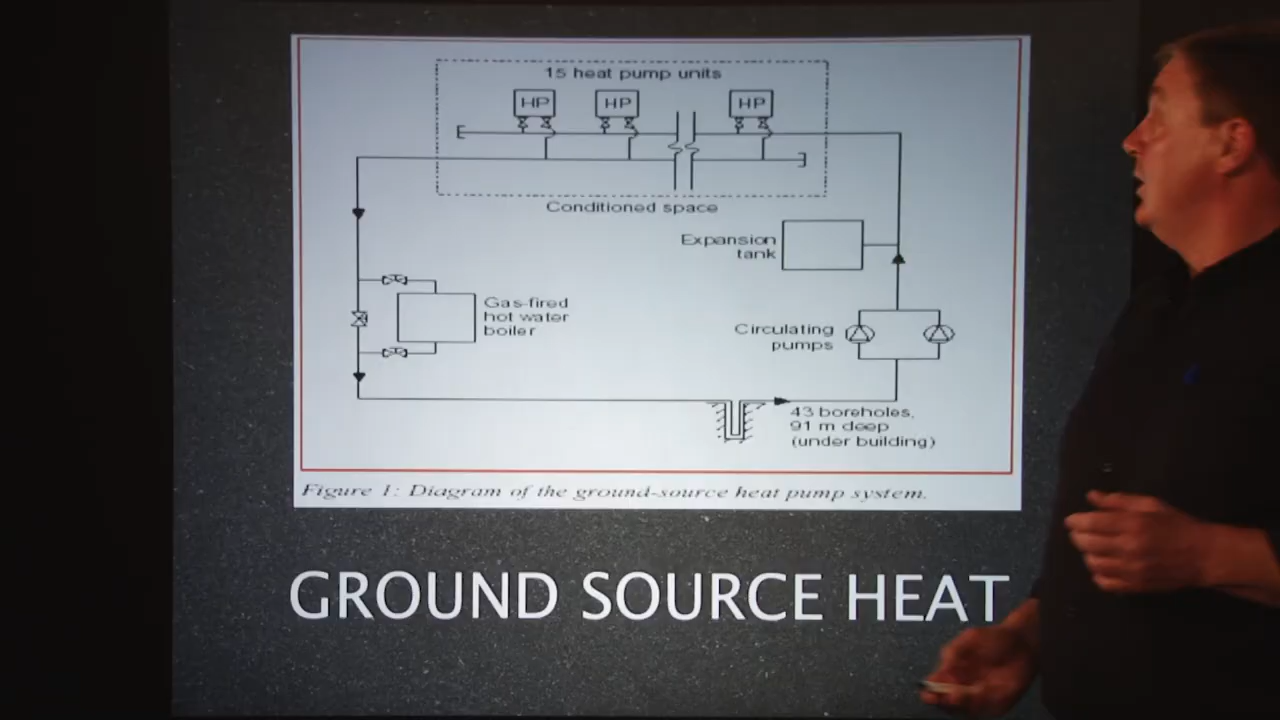 15 heat pump units
HP HP HP
Conditioned space
Expansion
tank
Gas-fired
hot water
boiler
Circulating
pumps
43 boreholes,
91 m deep
(under building)
Figure 1: Diagram of the ground-source heat pump system.
GROUND SOURCE HEAT